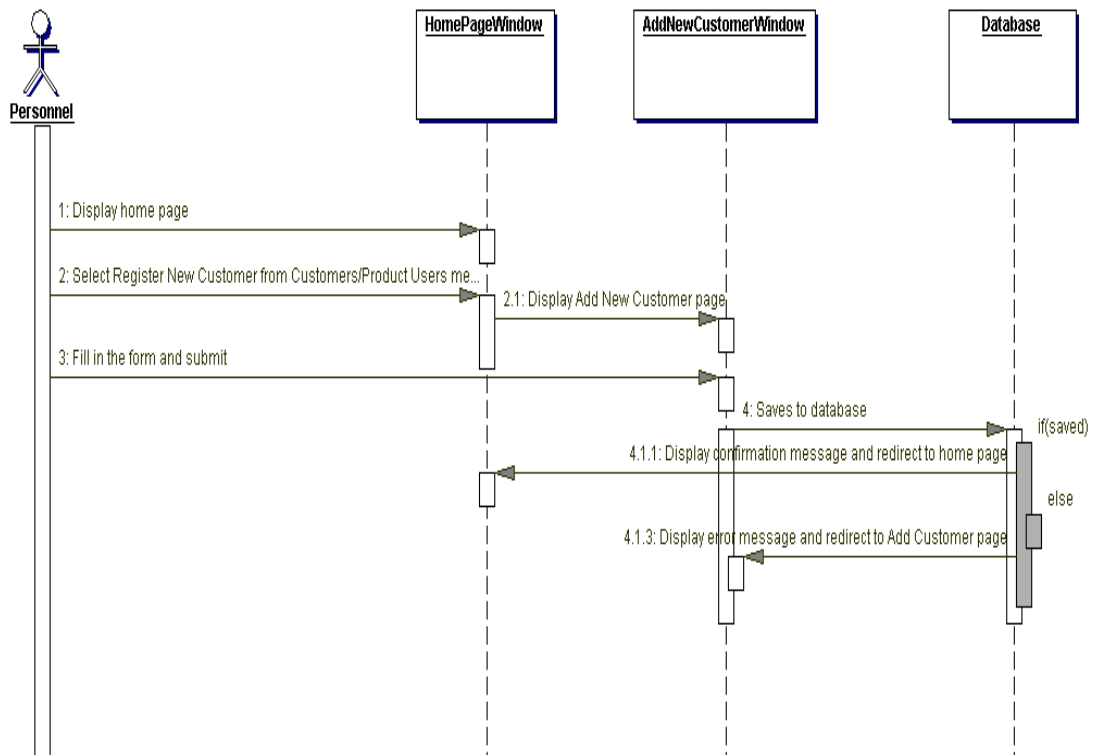 HomePageWindow
AddNewCustomerWindow
Database
Personnel
1: Display home page
2: Select Register New Customer from Customers/Product Users me...
2.1: Display Add New Customer page
3: Fill in the form and submit
4: Saves to database
if(saved)
4.1.1: Display confirmation message and redirect to home page
else
4.1.3: Display error message and redirect to Add Customer page